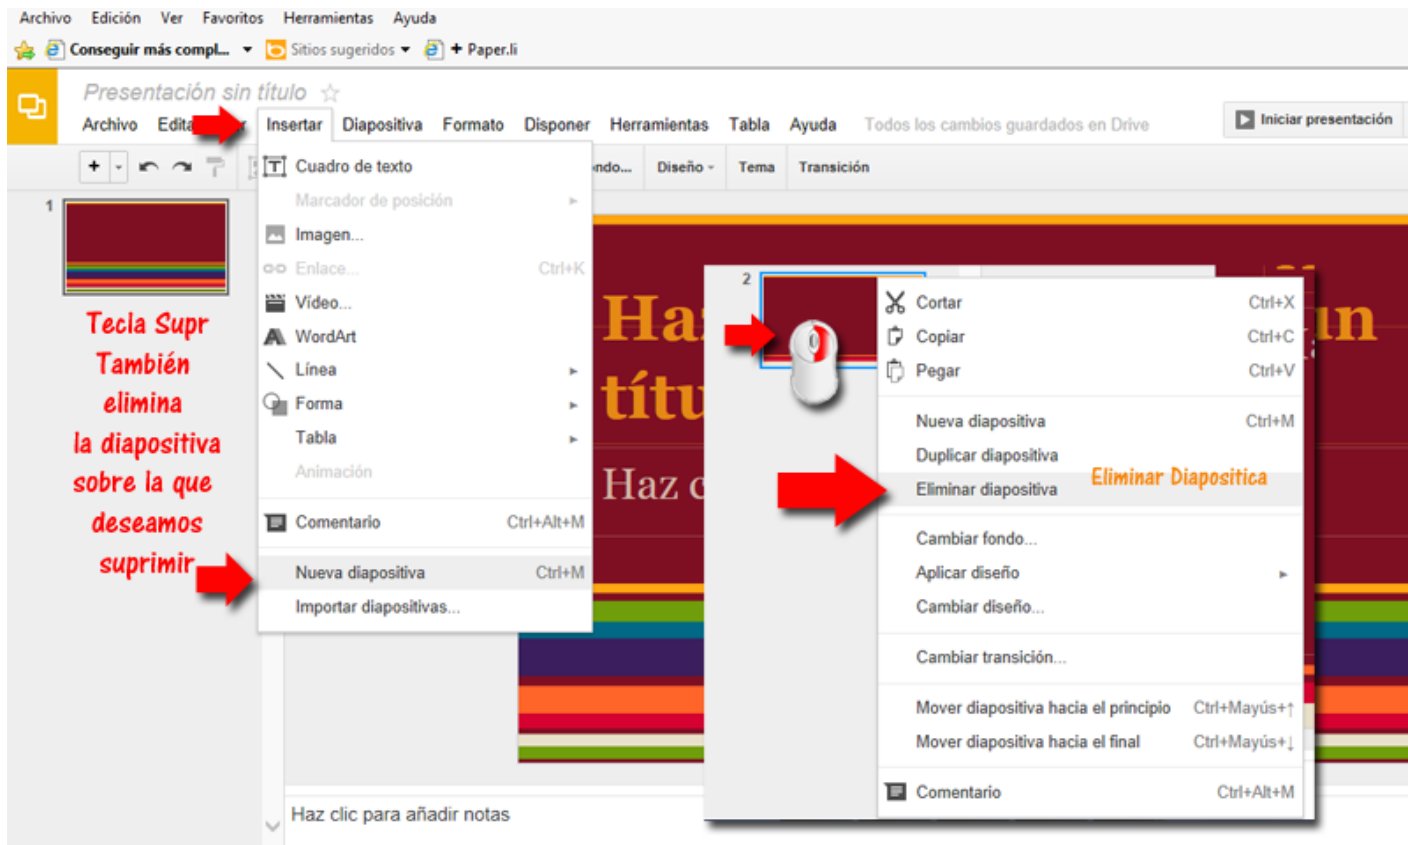 Archivo Edición Ver Favoritos Herramientas Ayuda
Conseguir más compl... Sitios sugeridos + Paper.li
Presentación sin título
Archivo Insertar Diapositiva Formato Disponer Herramientas Tabla Ayuda Todos los cambios guardados en Drive
Iniciar presentación
Diseño Tema Transición
1
Tecla Supr
También
elimina
la diapositiva
sobre la que
deseamos
suprimir
Cuadro de texto
Marcador de posición
Imagen...
Enlace... Ctrl+K
Vídeo...
WordArt
Línea
Forma
Tabla
Animación
Comentario Ctrl+Alt+M
Nueva diapositiva Ctrl+M
Importar diapositivas...
Haz
títu
Haz c
un
2
Cortar Ctrl+X
Copiar Ctrl+C
Pegar Ctrl+V
Nueva diapositiva Ctrl+M
Duplicar diapositiva
Eliminar diapositiva
Eliminar Diapositica
Cambiar fondo...
Aplicar diseño
Cambiar diseño...
Cambiar transición...
Mover diapositiva hacia el principio Ctrl+Mayús+↑
Mover diapositiva hacia el final Ctrl+Mayús+↓
Comentario Ctrl+Alt+M
Haz clic para añadir notas